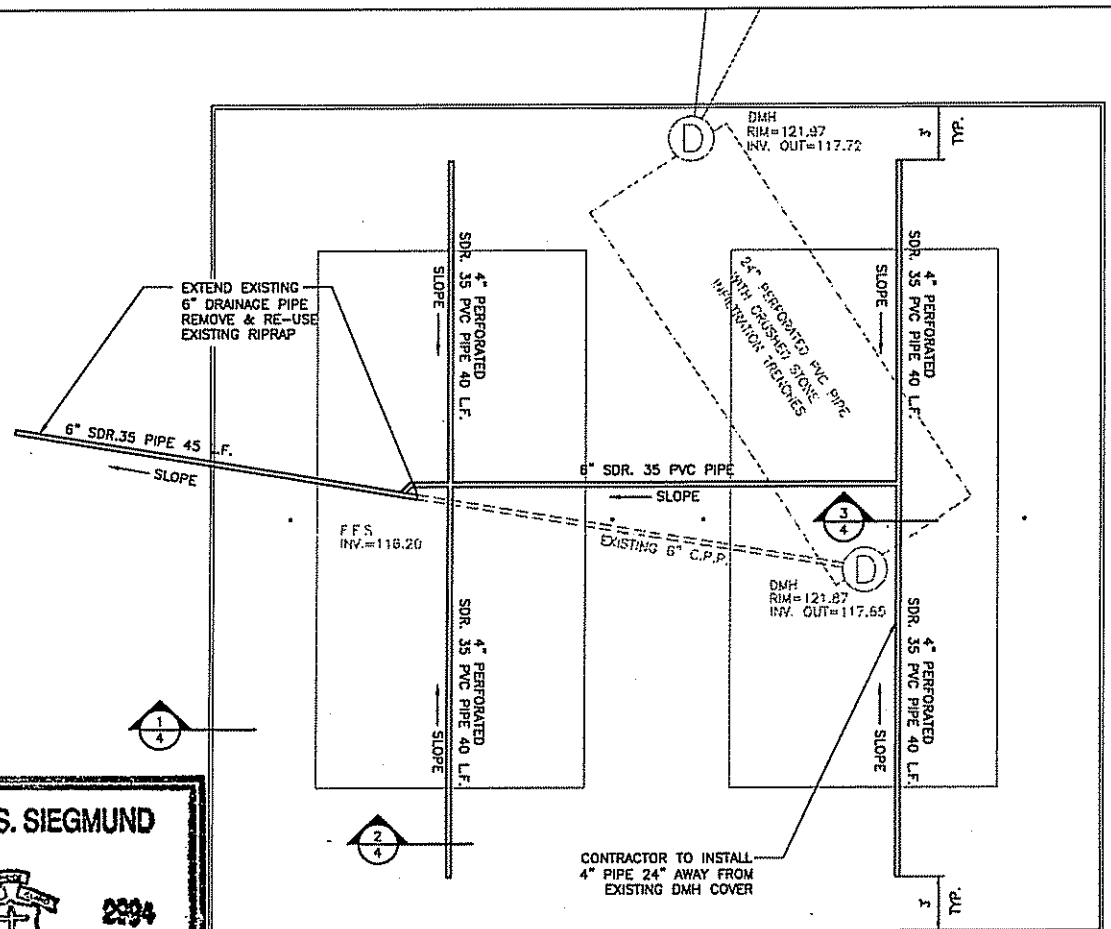 D
DMH
RIM=121.97
INV. OUT=117.72
3'
TYP.
EXTEND EXISTING
6" DRAINAGE PIPE
REMOVE & RE-USE
EXISTING RIPRAP
4" PERFORATED
SDR. 35 PVC PIPE 40 L.F.
SLOPE
24" PERFORATED PVC PIPE
WITH CRUSHED STONE
INFILTRATION TRENCHES
4" PERFORATED
SDR. 35 PVC PIPE 40 L.F.
SLOPE
6" SDR.35 PIPE 45 L.F.
SLOPE
6" SDR. 35 PVC PIPE
SLOPE
3
4
F.F.S
INV.=116.20
EXISTING 6" C.P.P.
D
DMH
RIM=121.87
INV. OUT=117.65
4" PERFORATED
SDR. 35 PVC PIPE 40 L.F.
SLOPE
4" PERFORATED
SDR. 35 PVC PIPE 40 L.F.
SLOPE
1
4
2
4
CONTRACTOR TO INSTALL
4" PIPE 24" AWAY FROM
EXISTING DMH COVER
3'
TYP.
S. SIEGMUND
2994